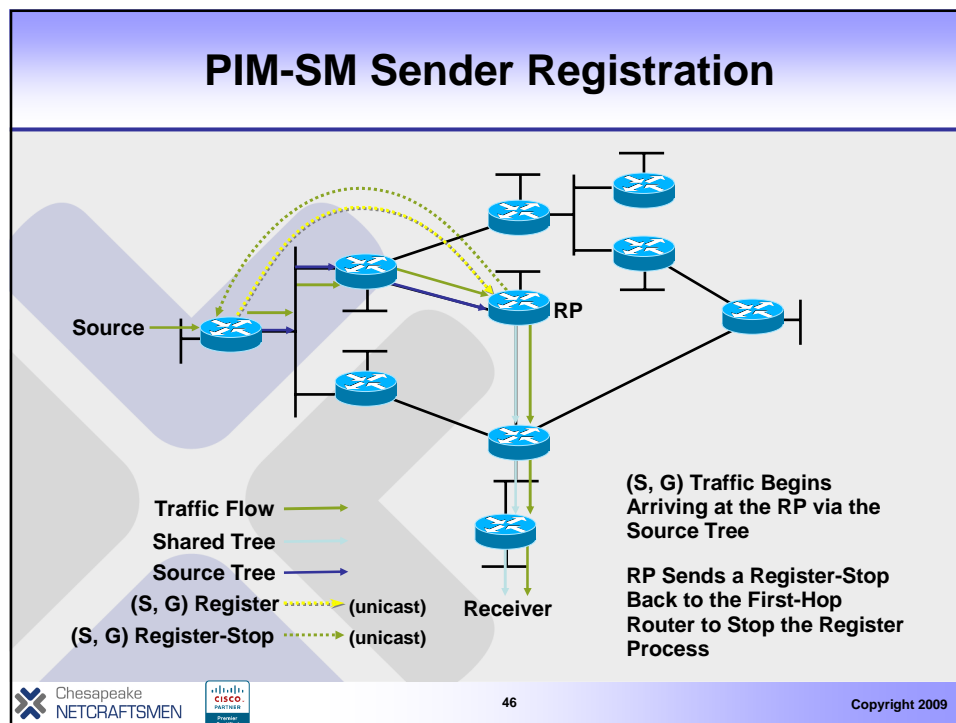 PIM-SM Sender Registration
RP
Source
(S, G) Traffic Begins
Arriving at the RP via the
Source Tree
RP Sends a Register-Stop
Back to the First-Hop
Router to Stop the Register
Process
Traffic Flow
Shared Tree
Source Tree
(S, G) Register
(unicast)
(S, G) Register-Stop
(unicast)
Receiver
Chesapeake
NETCRAFTSMEN
CISCO
PARTNER
Premier
46
Copyright 2009